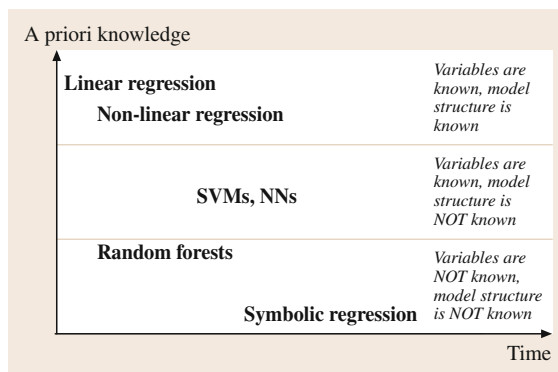 A priori knowledge
Linear regression
Non-linear regression
Variables are
known, model
structure is
known
SVMs, NNs
Variables are
known, model
structure is
NOT known
Random forests
Symbolic regression
Variables are
NOT known,
model structure
is NOT known
Time